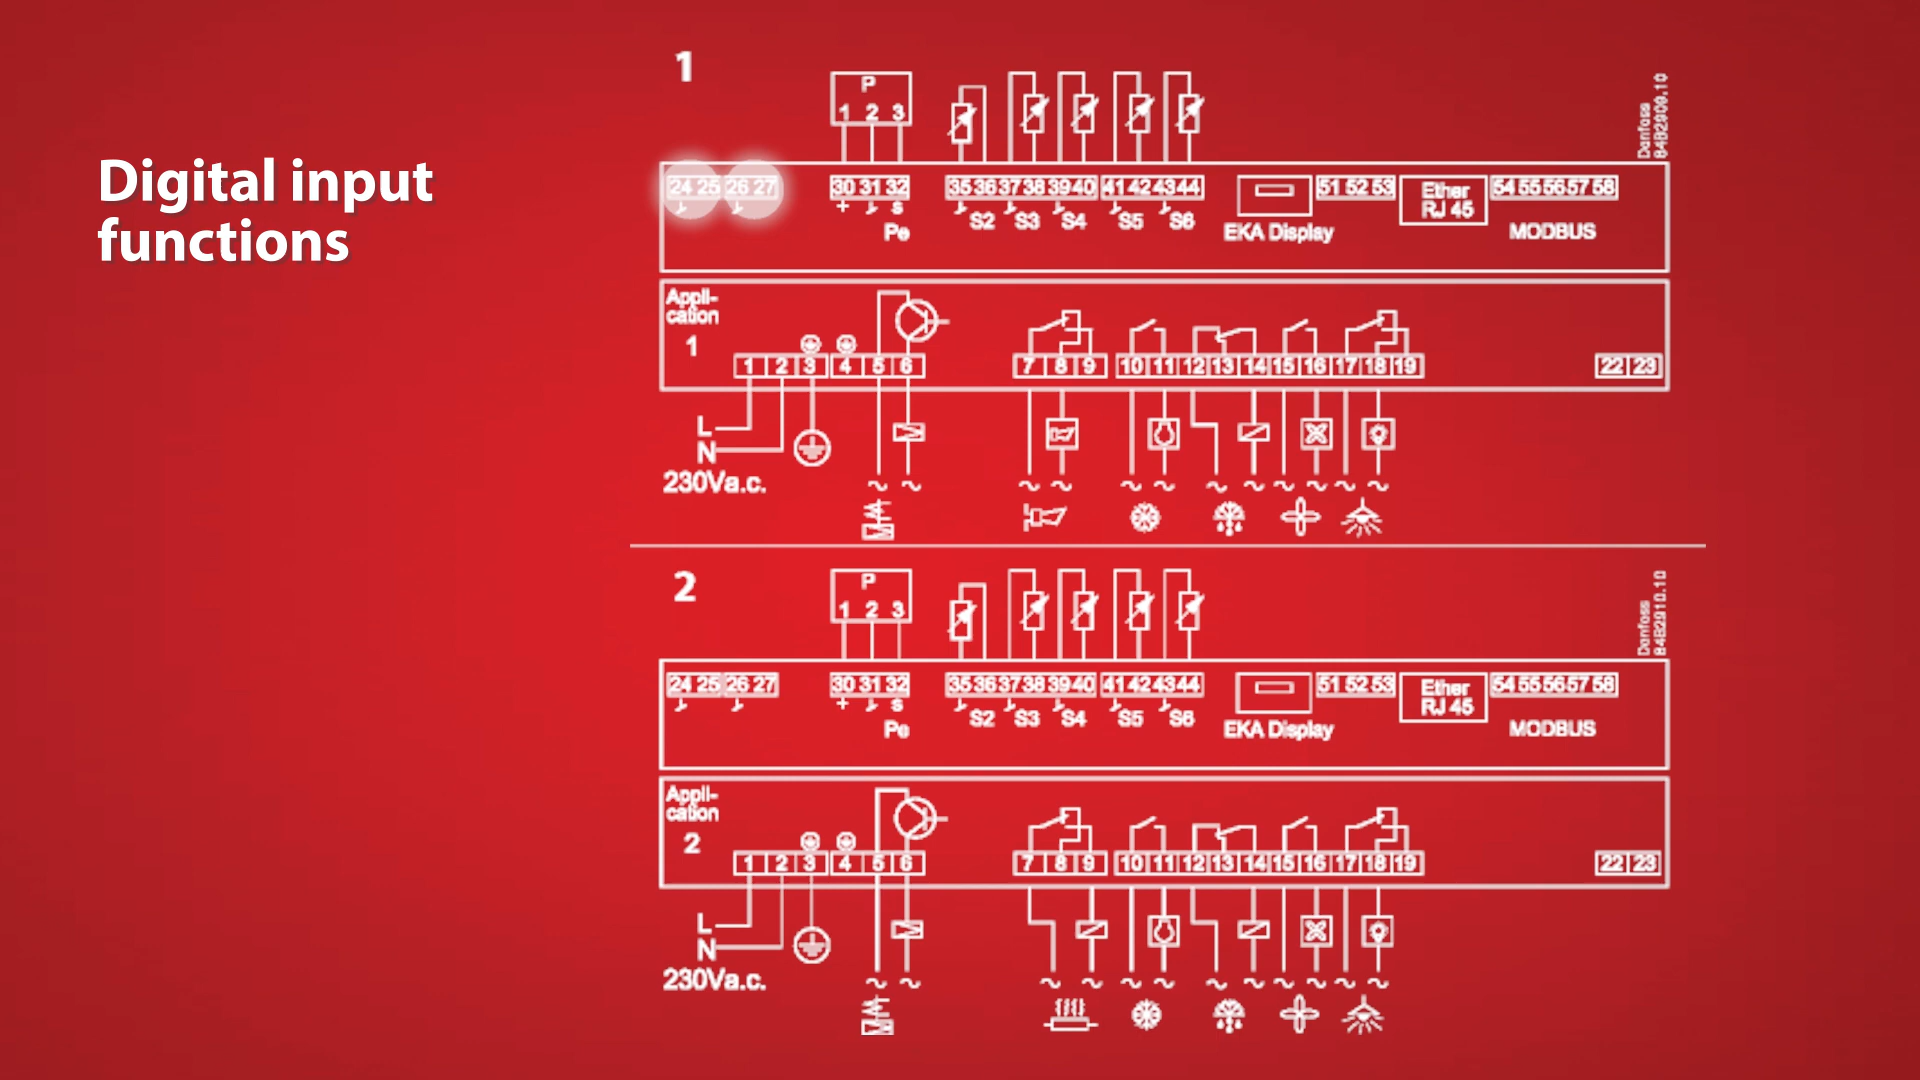 Digital input
functions
1
P
1 2 3
Danfoss
84B2909.10
24 25 26 27 30 31 32 35 36 37 38 39 40 41 42 43 44 51 52 53 Ether 54 55 56 57 58
RJ 45
+ s S2 S3 S4 S5 S6
Pe EKA Display MODBUS
Appli-
cation
1
1 2 3 4 5 6 7 8 9 10 11 12 13 14 15 16 17 18 19 22 23
L
N
230Va.c.
2
P
1 2 3
Danfoss
84B2910.10
24 25 26 27 30 31 32 35 36 37 38 39 40 41 42 43 44 51 52 53 Ether 54 55 56 57 58
RJ 45
+ s S2 S3 S4 S5 S6
Pe EKA Display MODBUS
Appli-
cation
2
1 2 3 4 5 6 7 8 9 10 11 12 13 14 15 16 17 18 19 22 23
L
N
230Va.c.